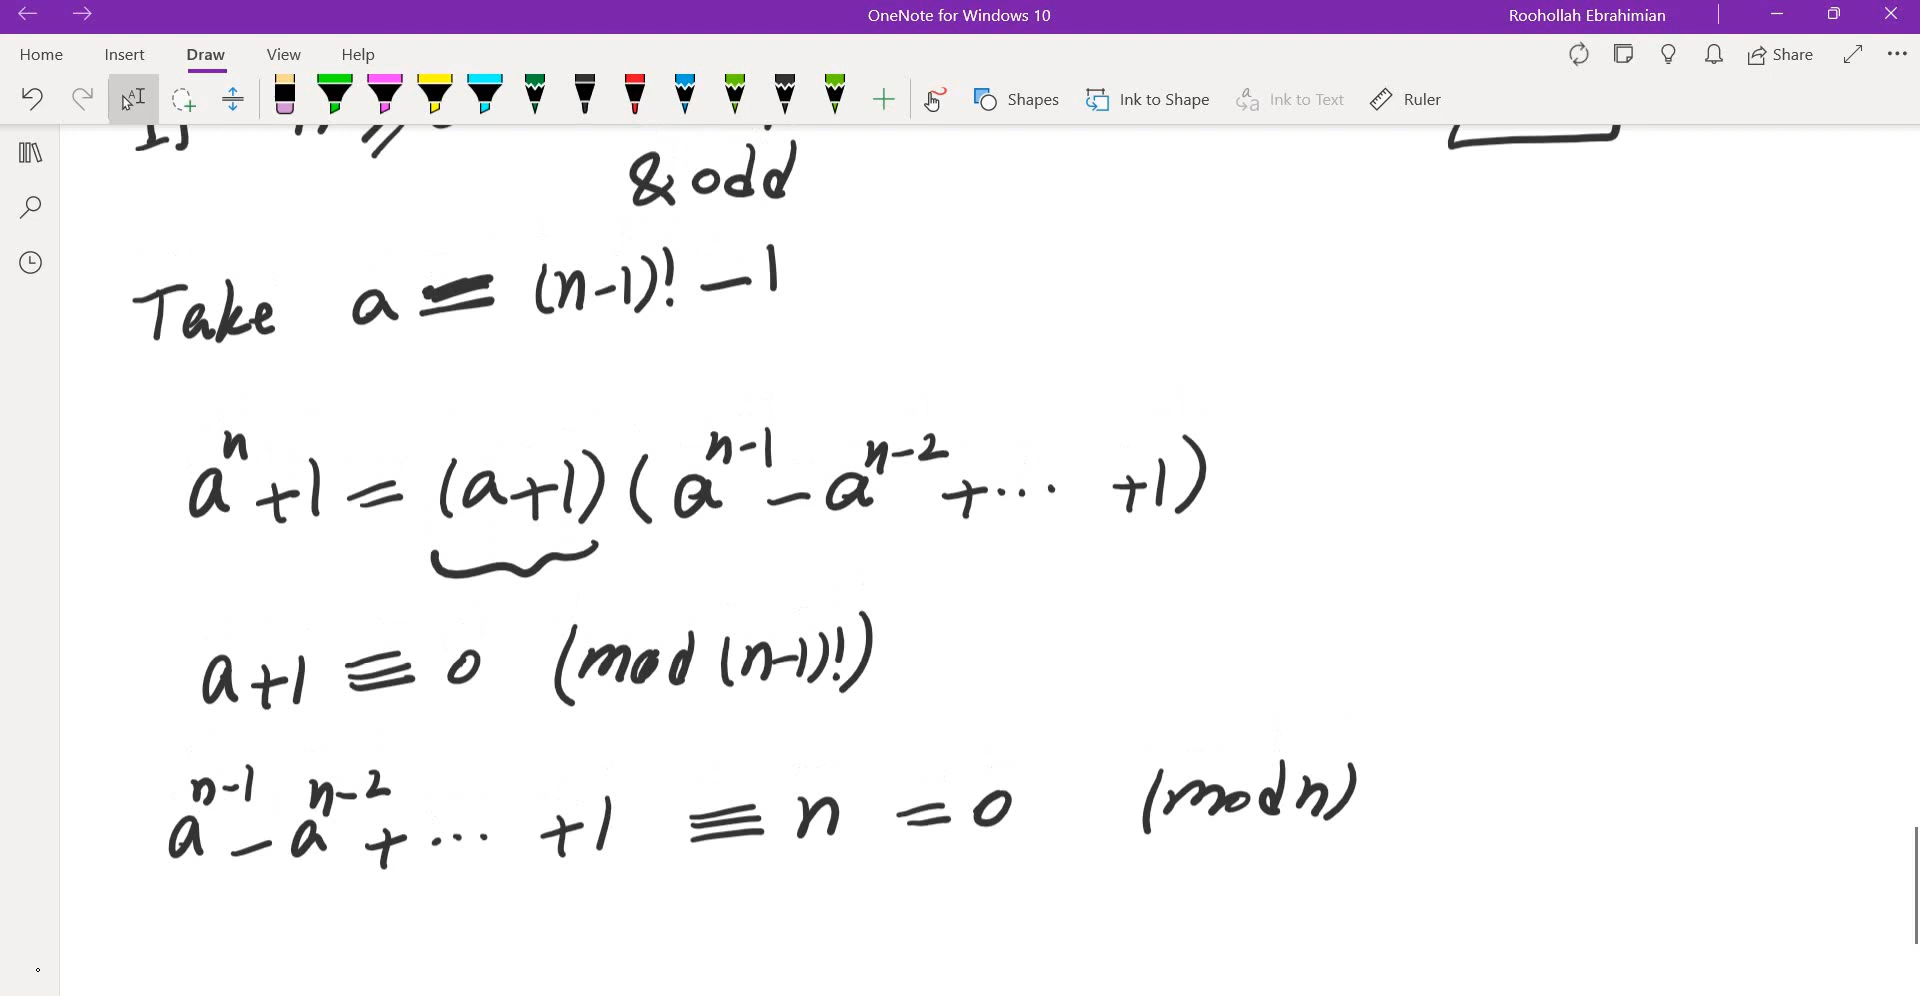 OneNote for Windows 10
Roohollah Ebrahimian
Home Insert Draw View Help
Share
Shapes Ink to Shape Ink to Text Ruler
& odd
Take a = (n-1)! - 1
a^n + 1 = (a+1)(a^{n-1} - a^{n-2} + ... + 1)
a+1 ≡ 0 (mod (n-1)!)
a^{n-1} - a^{n-2} + ... + 1 ≡ n = 0 (mod n)